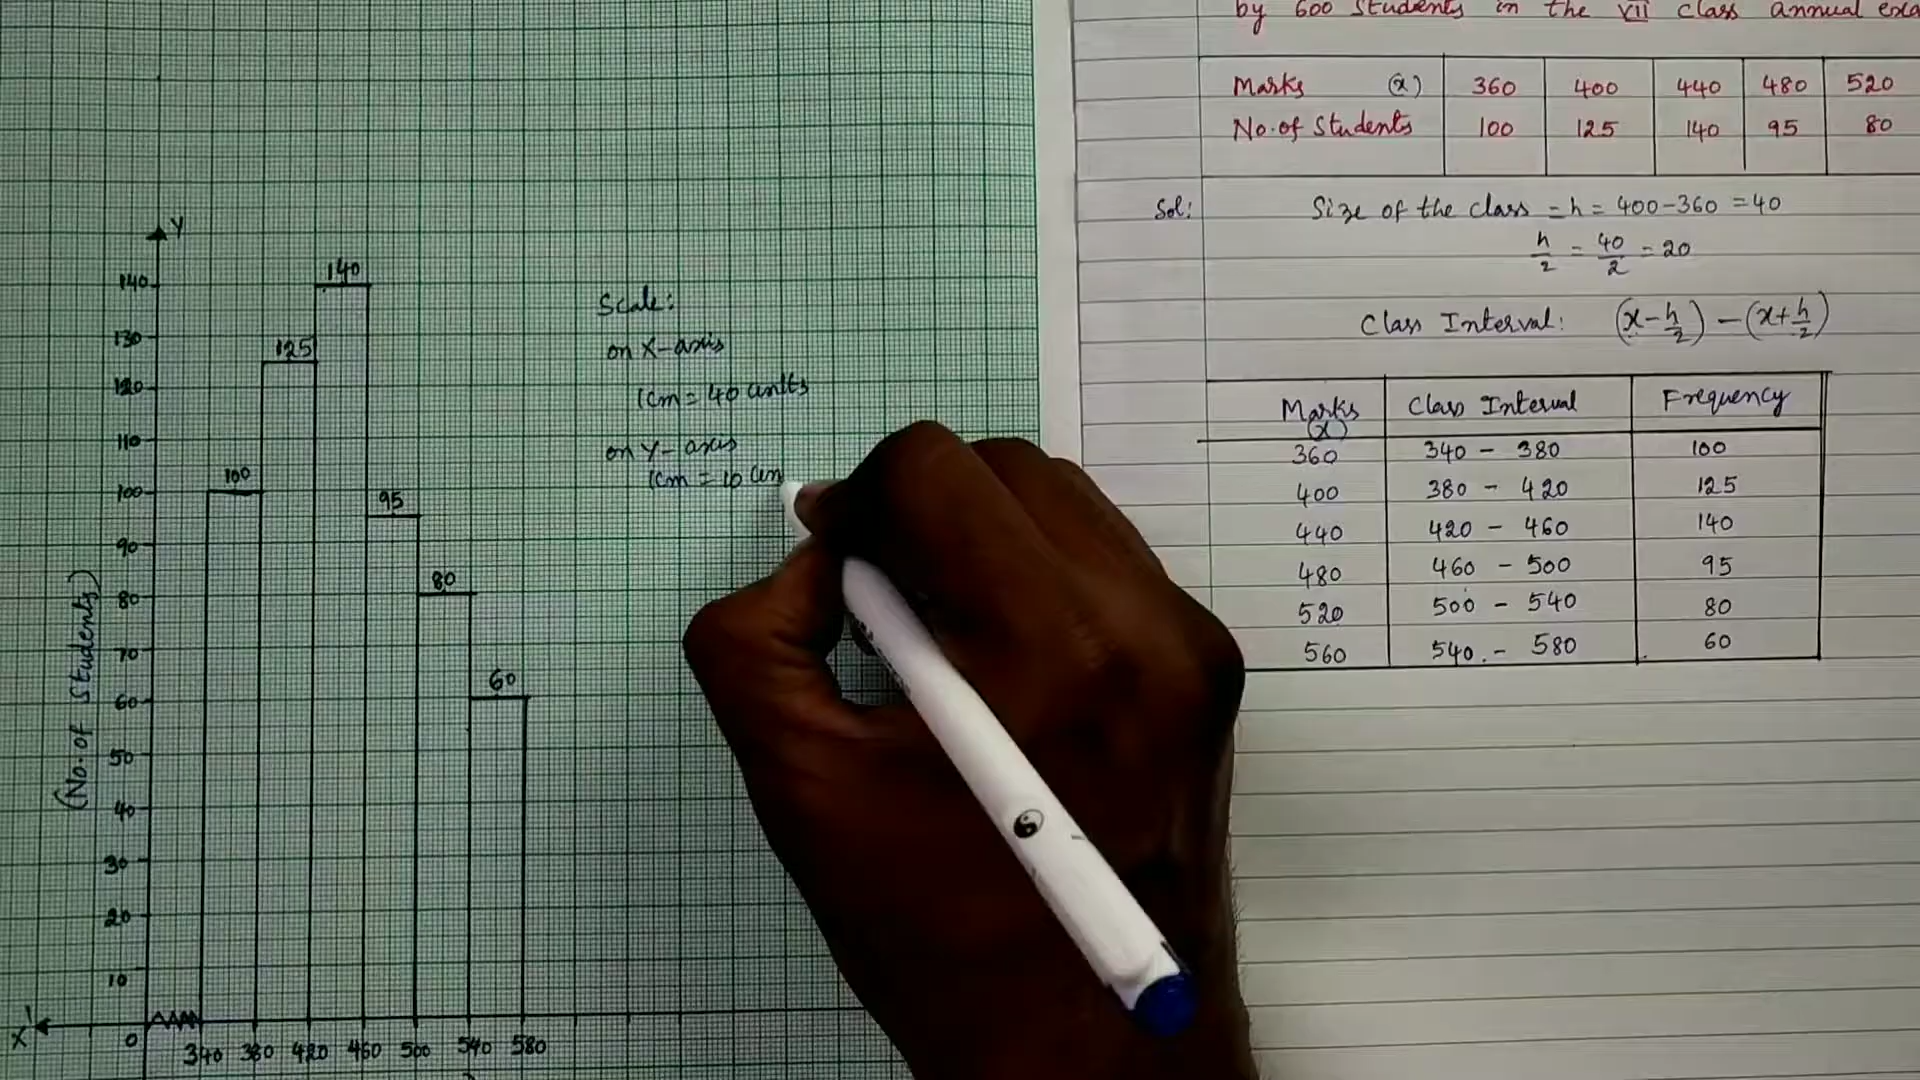 Y
140
130
120
110
100
90
80
70
60
50
40
30
20
10
0
(No. of Students)
100
125
140
95
80
60
X'
340 380 420 460 500 540 580
Scale:
on X-axis
1cm = 40 units
on Y-axis
1cm = 10 un
by 600 Students in the VII class annual exa
Marks (x) 360 400 440 480 520
No. of Students 100 125 140 95 80
Sol: Size of the class = h = 400-360 = 40
h/2 = 40/2 = 20
Class Interval: (x-h/2) - (x+h/2)
Marks (x) Class Interval Frequency
360 340 - 380 100
400 380 - 420 125
440 420 - 460 140
480 460 - 500 95
520 500 - 540 80
560 540 - 580 60